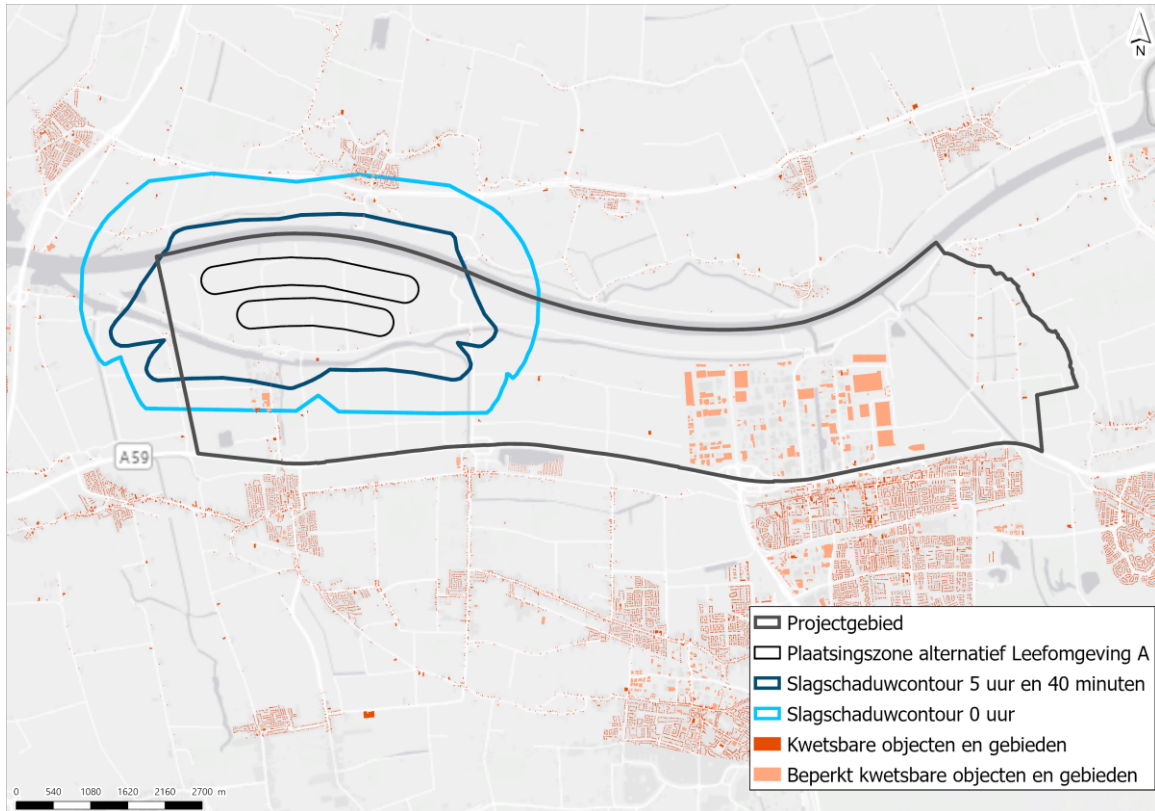 N
A59
Projectgebied
Plaatsingszone alternatief Leefomgeving A
Slagschaduwcontour 5 uur en 40 minuten
Slagschaduwcontour 0 uur
Kwetsbare objecten en gebieden
Beperkt kwetsbare objecten en gebieden
0 540 1080 1620 2160 2700 m